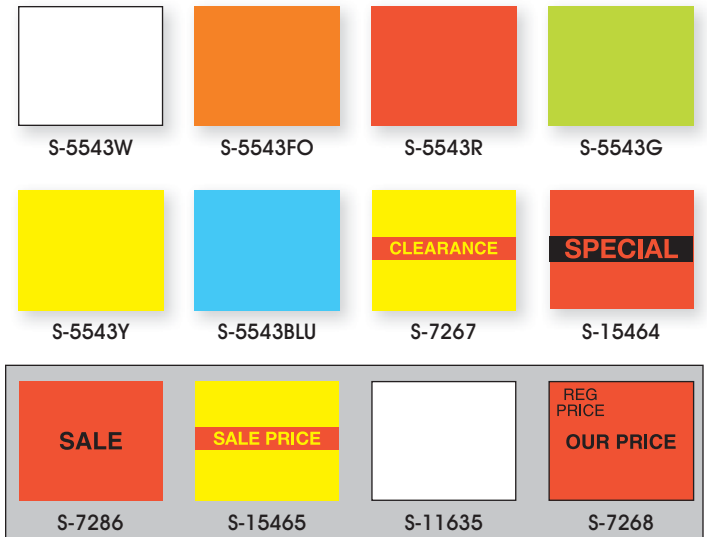 S-5543W
S-5543FO
S-5543R
S-5543G
CLEARANCE
SPECIAL
S-5543Y
S-5543BLU
S-7267
S-15464
SALE
SALE PRICE
REG
PRICE
OUR PRICE
S-7286
S-15465
S-11635
S-7268